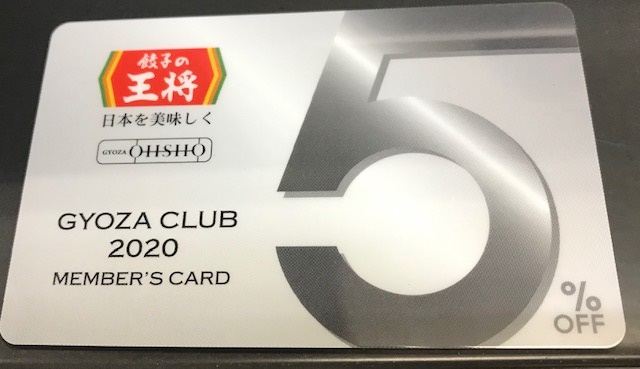 餃子の
王将
日本を美味しく
GYOZA OHSHO
GYOZA CLUB
2020
MEMBER'S CARD
5
%
OFF